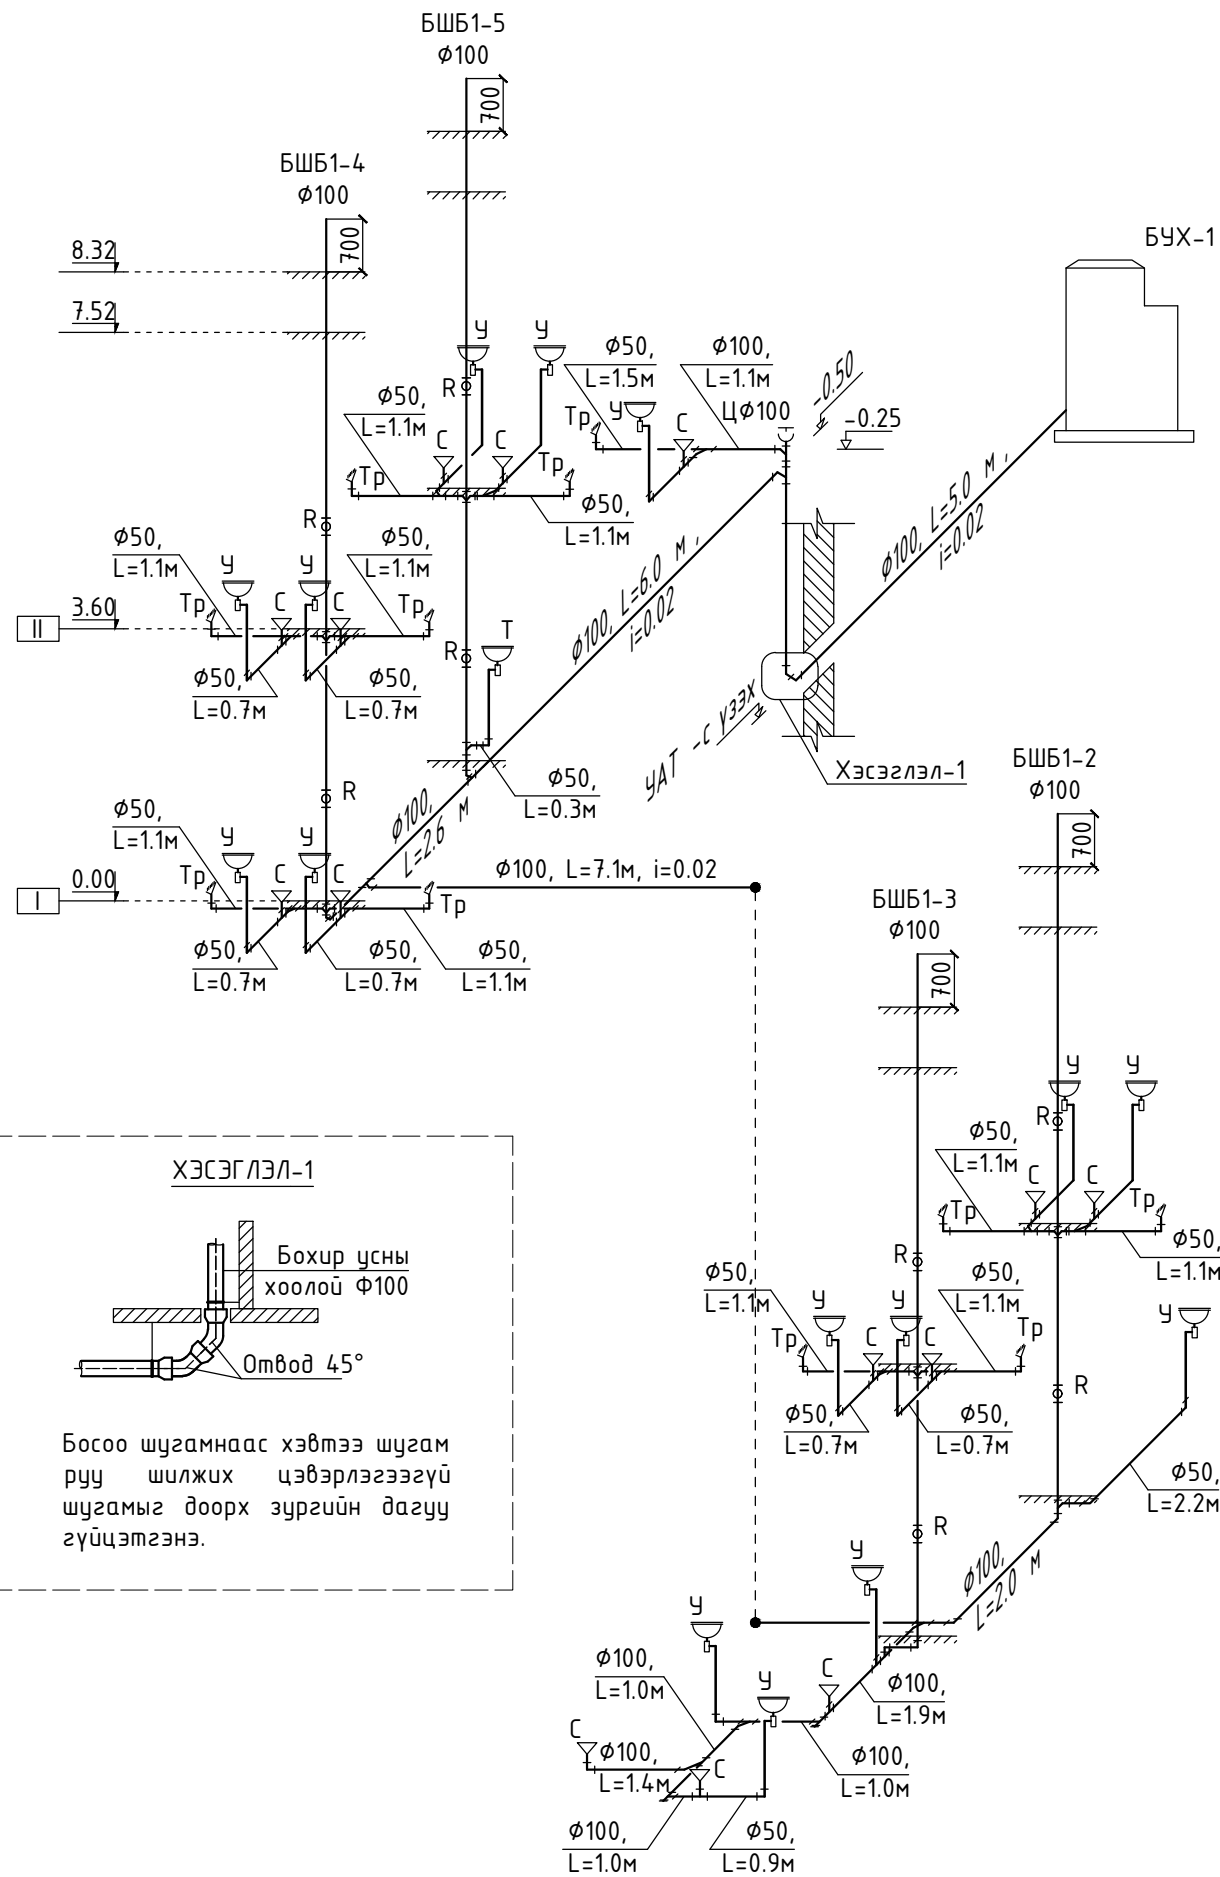 БШБ1-5
Ф100
700
БШБ1-4
Ф100
700
8.32
7.52
БУХ-1
У
У
R
Ф50,
L=1.1м
С
С
Тр
Тр
Ф50,
L=1.1м
Ф50,
L=1.5м
Тр
У
С
Ф100,
L=1.1м
ЦФ100
-0.50
-0.25
Ф100, L=5.0 м,
i=0.02
Ф100, L=6.0 м,
i=0.02
R
Ф50,
L=1.1м
У
У
Ф50,
L=1.1м
II
3.60
Тр
С
С
Тр
Ф50,
L=0.7м
Ф50,
L=0.7м
R
Т
Ф50,
L=0.3м
УАТ -с үзэх
Хэсэглэл-1
R
Ф100,
L=2.6 м
Ф50,
L=1.1м
У
У
I
0.00
Тр
С
С
Тр
Ф50,
L=0.7м
Ф50,
L=0.7м
Ф50,
L=1.1м
Ф100, L=7.1м, i=0.02
БШБ1-2
Ф100
700
БШБ1-3
Ф100
700
У
У
R
Ф50,
L=1.1м
С
С
Тр
Тр
Ф50,
L=1.1м
R
Ф50,
L=1.1м
У
У
Ф50,
L=1.1м
Тр
С
С
Тр
Ф50,
L=0.7м
Ф50,
L=0.7м
У
R
Ф50,
L=2.2м
R
Ф100,
L=2.0 м
У
У
Ф100,
L=1.0м
У
С
Ф100,
L=1.9м
С
Ф100,
L=1.4м
С
Ф100,
L=1.0м
Ф100,
L=1.0м
Ф50,
L=0.9м
ХЭСЭГЛЭЛ-1
Бохир усны
хоолой Ф100
Отвод 45°
Босоо шугамнаас хэвтээ шугам
руу шилжих цэвэрлэгээгүй
шугамыг доорх зургийн дагуу
гүйцэтгэнэ.